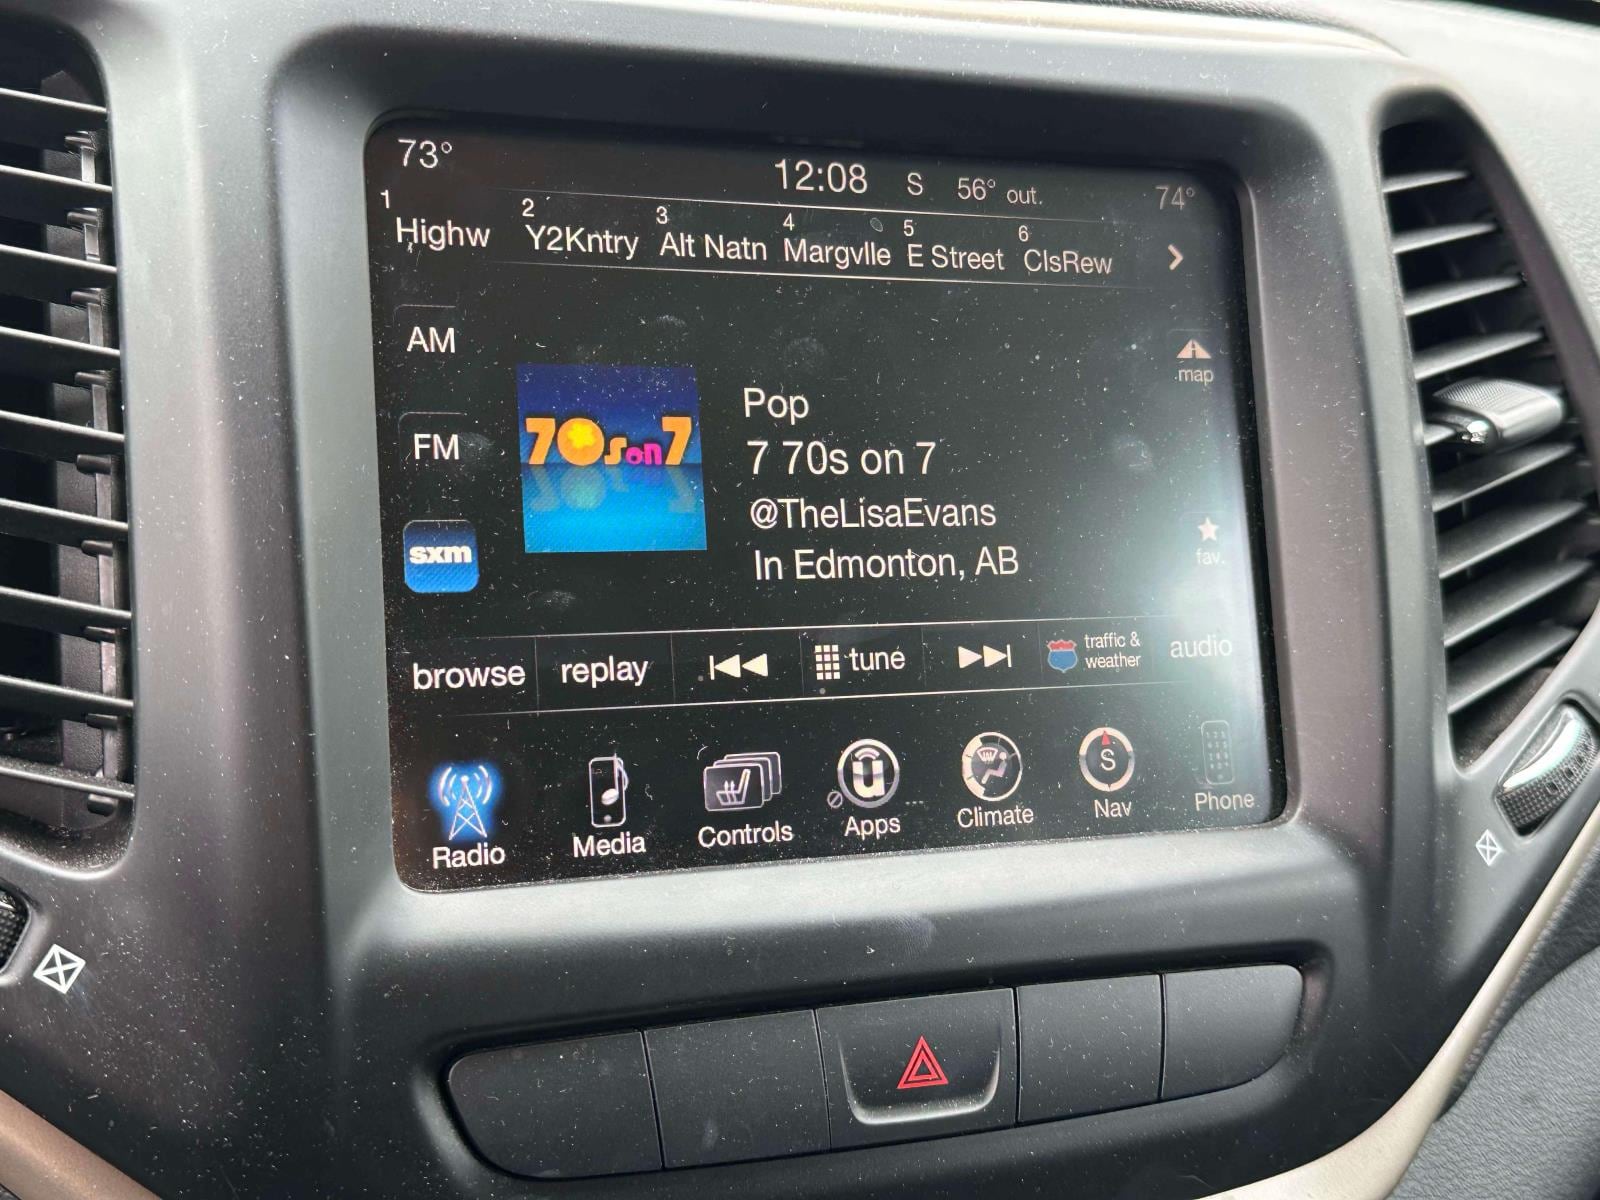 73°
12:08 S 56° out. 74°
1 Highw 2 Y2Kntry 3 Alt Natn 4 Margvlle 5 E Street 6 ClsRew
AM
map
FM
70s on 7
Pop
7 70s on 7
@TheLisaEvans
In Edmonton, AB
sxm
fav.
browse replay tune traffic & weather audio
S
Radio Media Controls Apps Climate Nav Phone